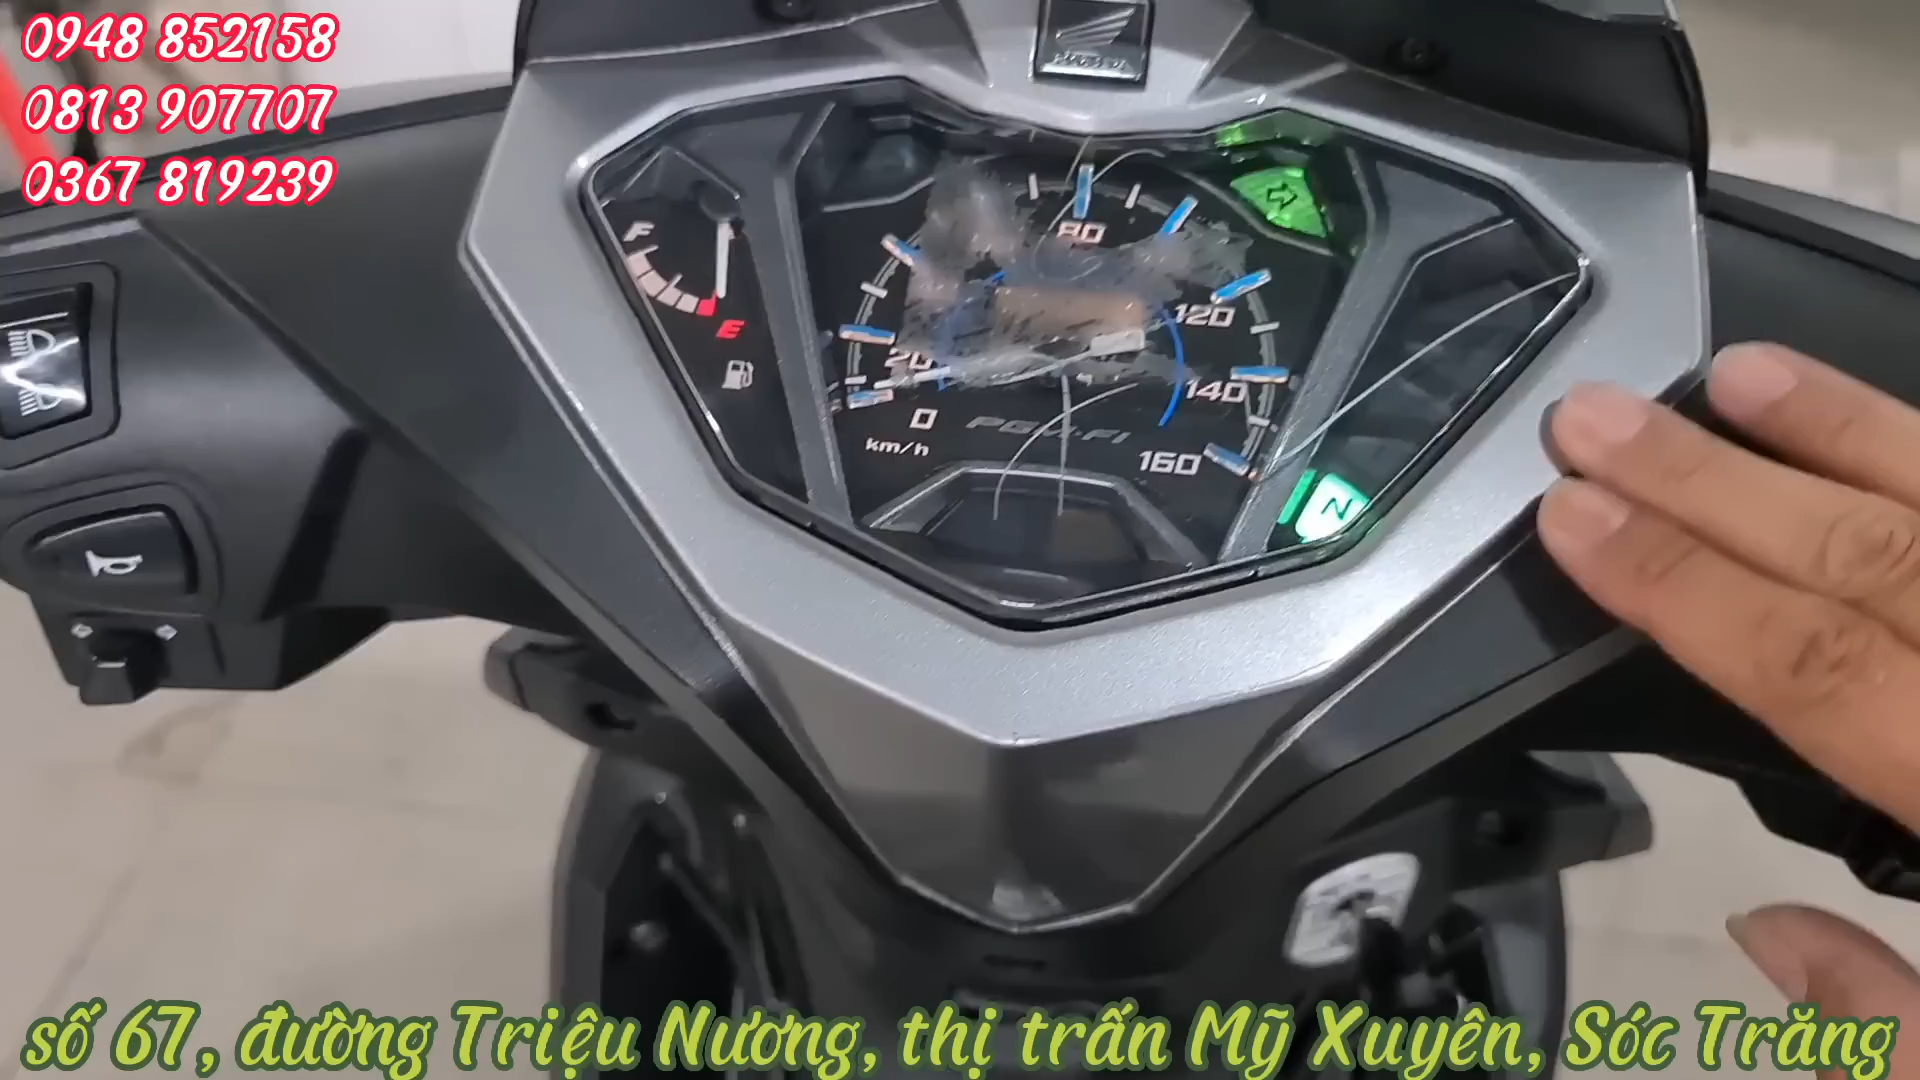 0948 852158
0813 907707
0367 819239
F
E
80
120
20
140
0
PGM-FI
km/h
160
N
số 67, đường Triệu Nương, thị trấn Mỹ Xuyên, Sóc Trăng